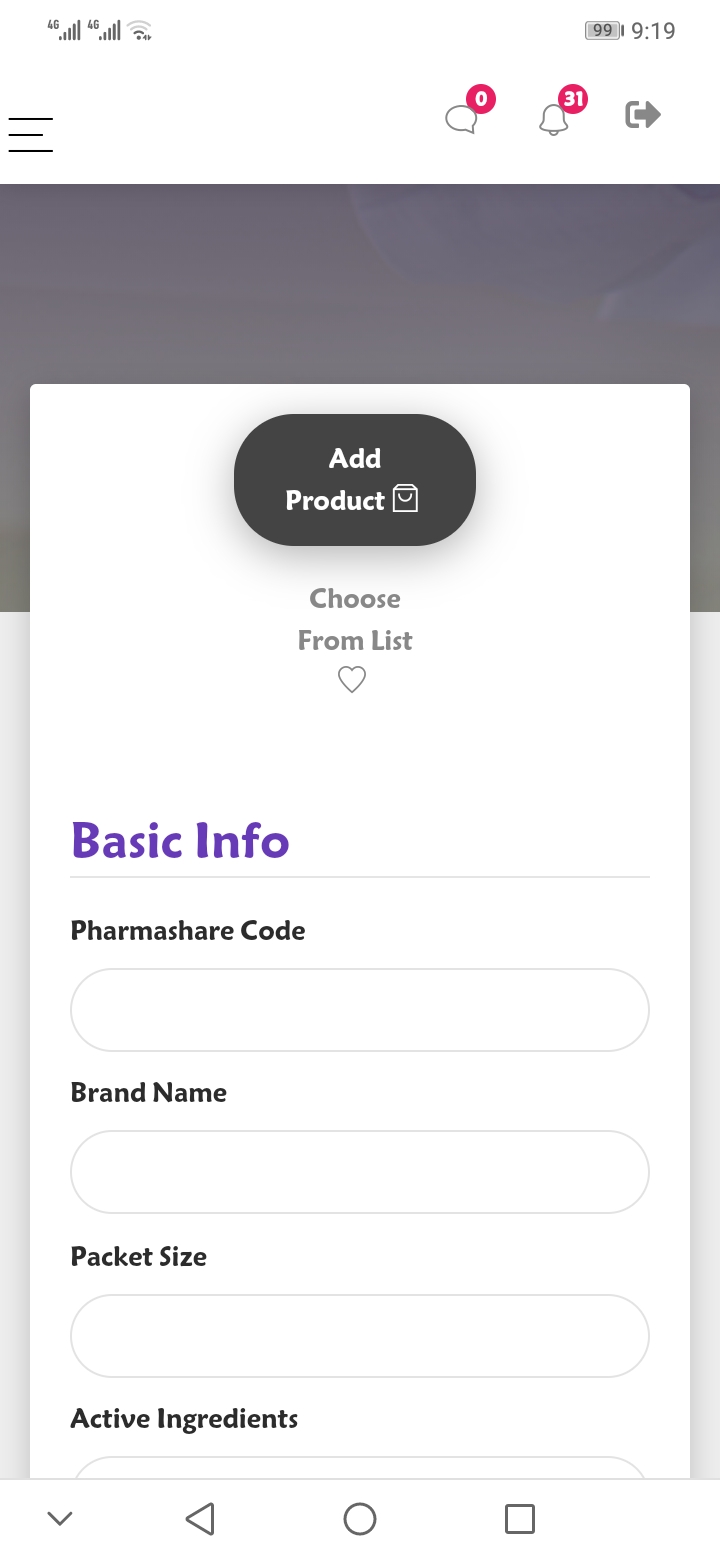 4G 4G 99 9:19
0 31
Add
Product
Choose
From List
Basic Info
Pharmashare Code
Brand Name
Packet Size
Active Ingredients